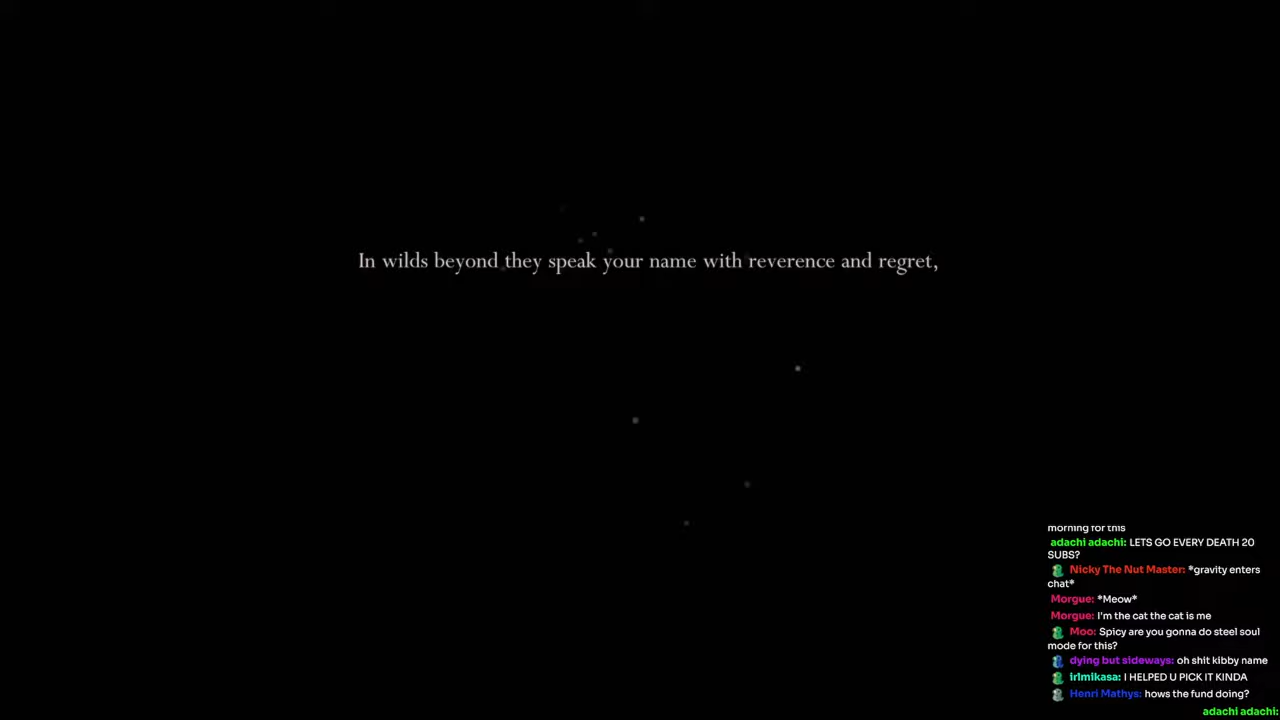 In wilds beyond they speak your name with reverence and regret,
morning for this
adachi adachi: LETS GO EVERY DEATH 20
SUBS?
Nicky The Nut Master: *gravity enters
chat*
Morgue: *Meow*
Morgue: I'm the cat the cat is me
Moo: Spicy are you gonna do steel soul
mode for this?
dying but sideways: oh shit kibby name
irlmikasa: I HELPED U PICK IT KINDA
Henri Mathys: hows the fund doing?
adachi adachi: